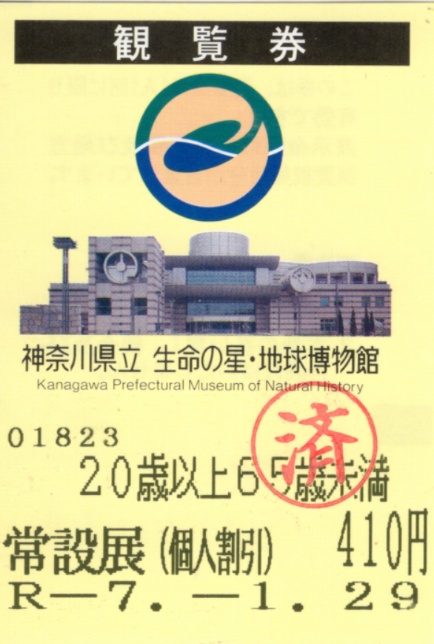 観覧券
神奈川県立 生命の星・地球博物館
Kanagawa Prefectural Museum of Natural History
01823
済
20歳以上65歳未満
常設展(個人割引) 410円
R-7.-1.29